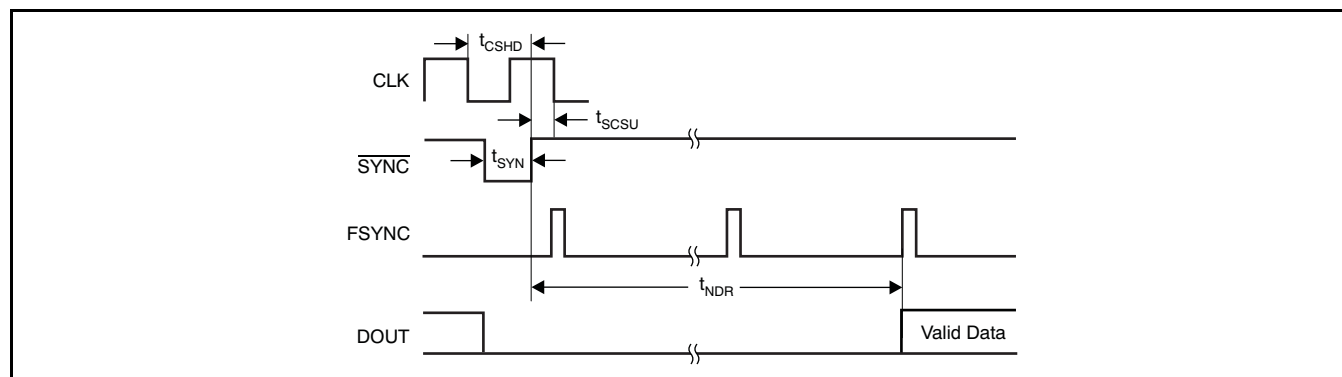 tCSHD
CLK
tSCSU
SYNC
tSYN
FSYNC
tNDR
DOUT
Valid Data